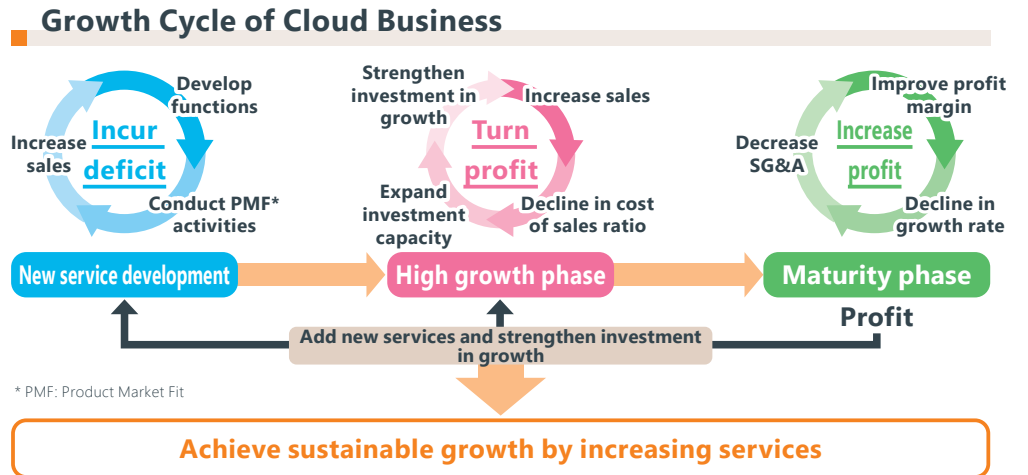 Growth Cycle of Cloud Business
Develop
functions
Incur
deficit
Increase
sales
Conduct PMF*
activities
New service development
Strengthen
investment in
growth
Increase sales
Turn
profit
Expand
investment
capacity
Decline in cost
of sales ratio
High growth phase
Improve profit
margin
Increase
profit
Decrease
SG&A
Decline in
growth rate
Maturity phase
Profit
Add new services and strengthen investment
in growth
* PMF: Product Market Fit
Achieve sustainable growth by increasing services